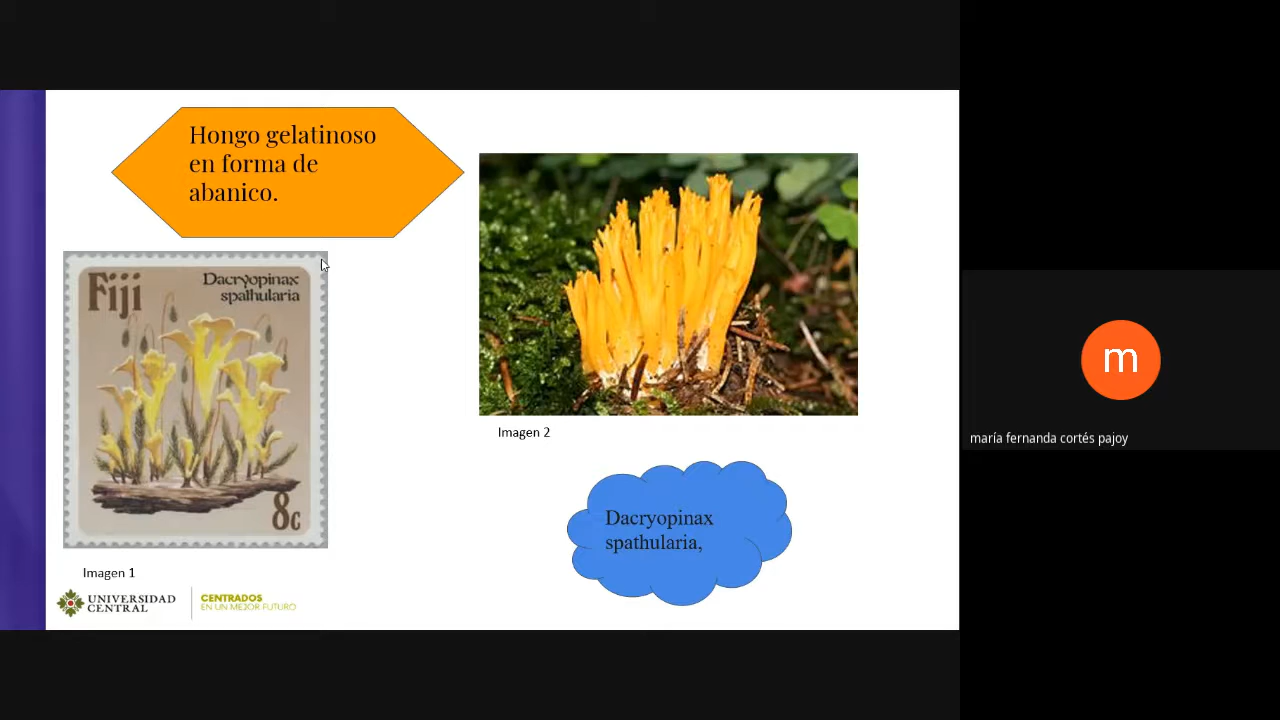 Hongo gelatinoso
en forma de
abanico.
Fiji
Dacryopinax
spathularia
8c
Imagen 1
Imagen 2
Dacryopinax
spathularia,
UNIVERSIDAD
CENTRAL
CENTRADOS
EN UN MEJOR FUTURO
m
maría fernanda cortés pajoy